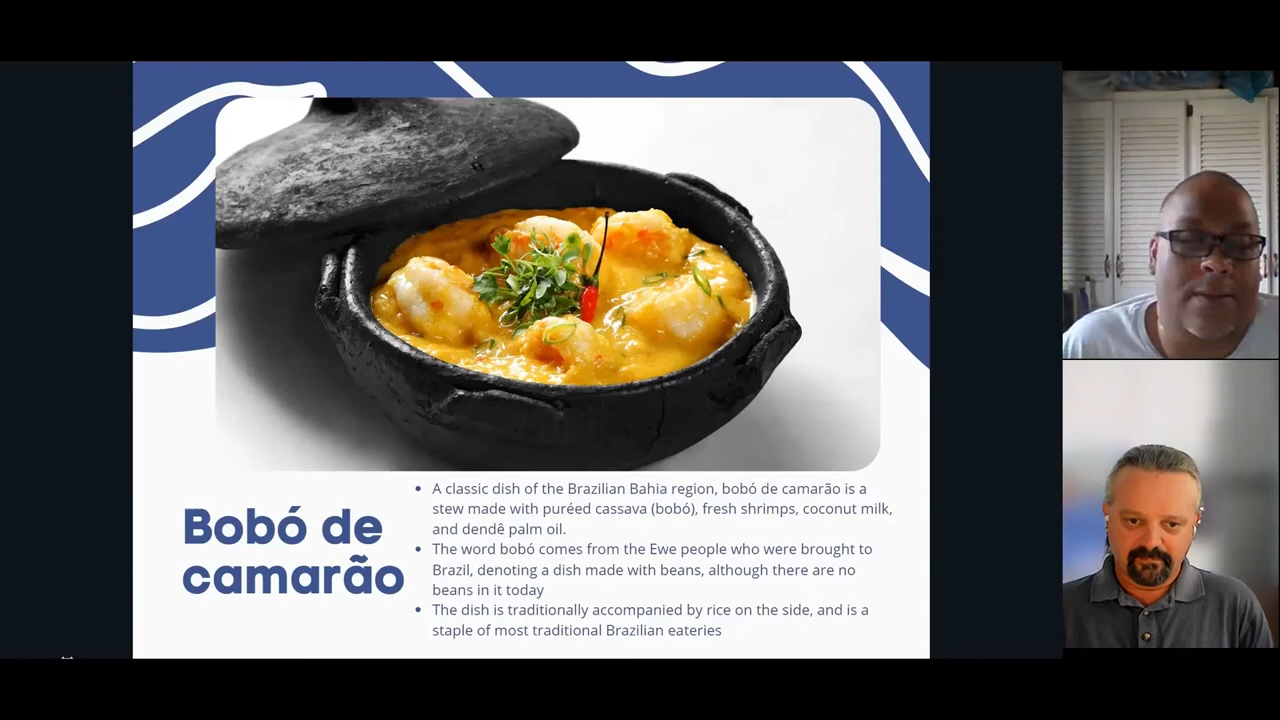 Bobó de
camarão
• A classic dish of the Brazilian Bahia region, bobó de camarão is a
stew made with puréed cassava (bobó), fresh shrimps, coconut milk,
and dendê palm oil.
• The word bobó comes from the Ewe people who were brought to
Brazil, denoting a dish made with beans, although there are no
beans in it today
• The dish is traditionally accompanied by rice on the side, and is a
staple of most traditional Brazilian eateries